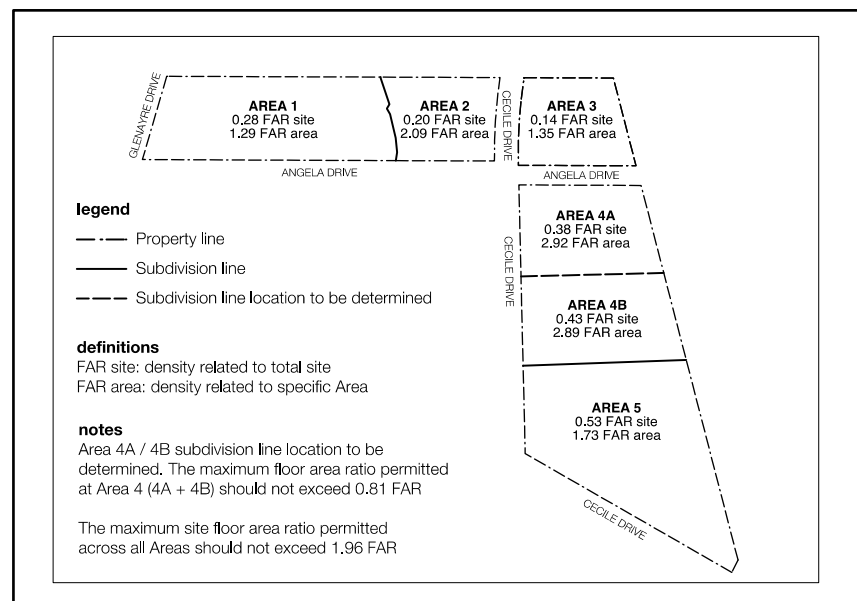 GLENAYRE DRIVE
AREA 1
0.28 FAR site
1.29 FAR area
AREA 2
0.20 FAR site
2.09 FAR area
CECILE DRIVE
AREA 3
0.14 FAR site
1.35 FAR area
ANGELA DRIVE
ANGELA DRIVE
legend
Property line
Subdivision line
Subdivision line location to be determined
CECILE DRIVE
AREA 4A
0.38 FAR site
2.92 FAR area
AREA 4B
0.43 FAR site
2.89 FAR area
AREA 5
0.53 FAR site
1.73 FAR area
CECILE DRIVE
definitions
FAR site: density related to total site
FAR area: density related to specific Area
notes
Area 4A / 4B subdivision line location to be
determined. The maximum floor area ratio permitted
at Area 4 (4A + 4B) should not exceed 0.81 FAR
The maximum site floor area ratio permitted
across all Areas should not exceed 1.96 FAR